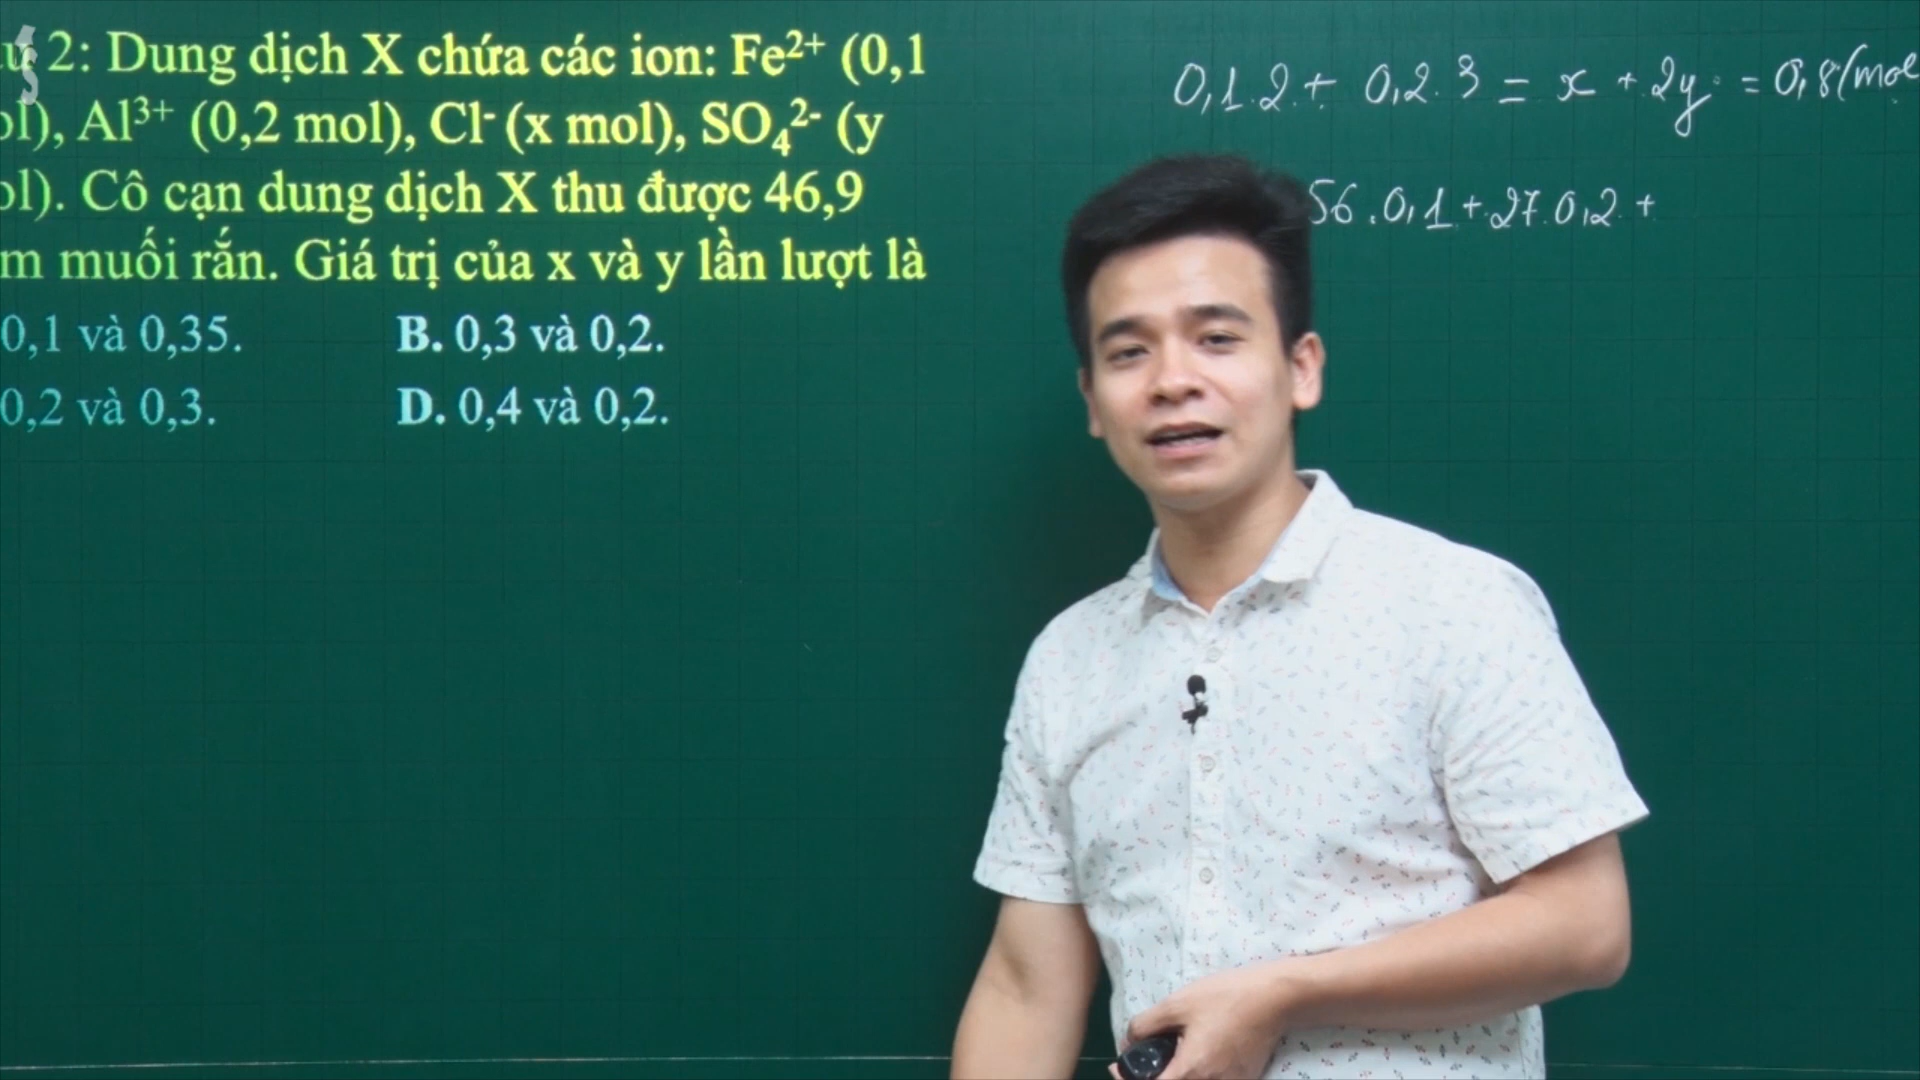 2: Dung dịch X chứa các ion: Fe²⁺ (0,1
ol), Al³⁺ (0,2 mol), Cl⁻ (x mol), SO₄²⁻ (y
ol). Cô cạn dung dịch X thu được 46,9
m muối rắn. Giá trị của x và y lần lượt là
0,1 và 0,35. B. 0,3 và 0,2.
0,2 và 0,3. D. 0,4 và 0,2.
0,1.2 + 0,2.3 = x + 2y = 0,8 (mol
56.0,1 + 27.0,2 +